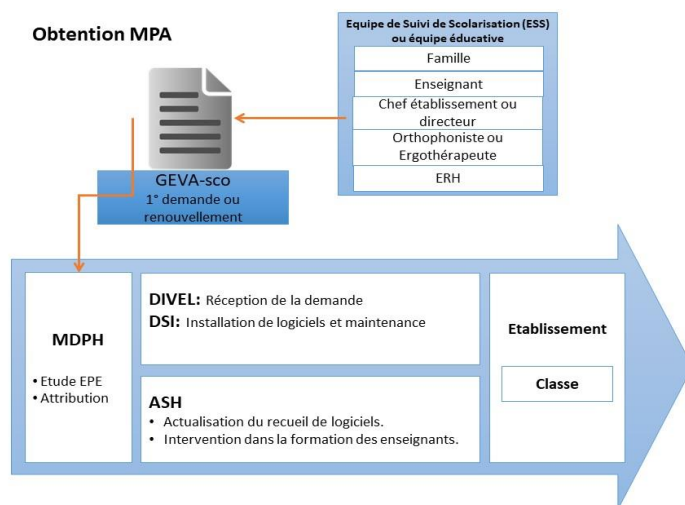 Obtention MPA
Equipe de Suivi de Scolarisation (ESS)
ou équipe éducative
Famille
Enseignant
Chef établissement ou
directeur
Orthophoniste ou
Ergothérapeute
ERH
GEVA-sco
1° demande ou
renouvellement
MDPH
• Etude EPE
• Attribution
DIVEL: Réception de la demande
DSI: Installation de logiciels et maintenance
ASH
• Actualisation du recueil de logiciels.
• Intervention dans la formation des enseignants.
Etablissement
Classe